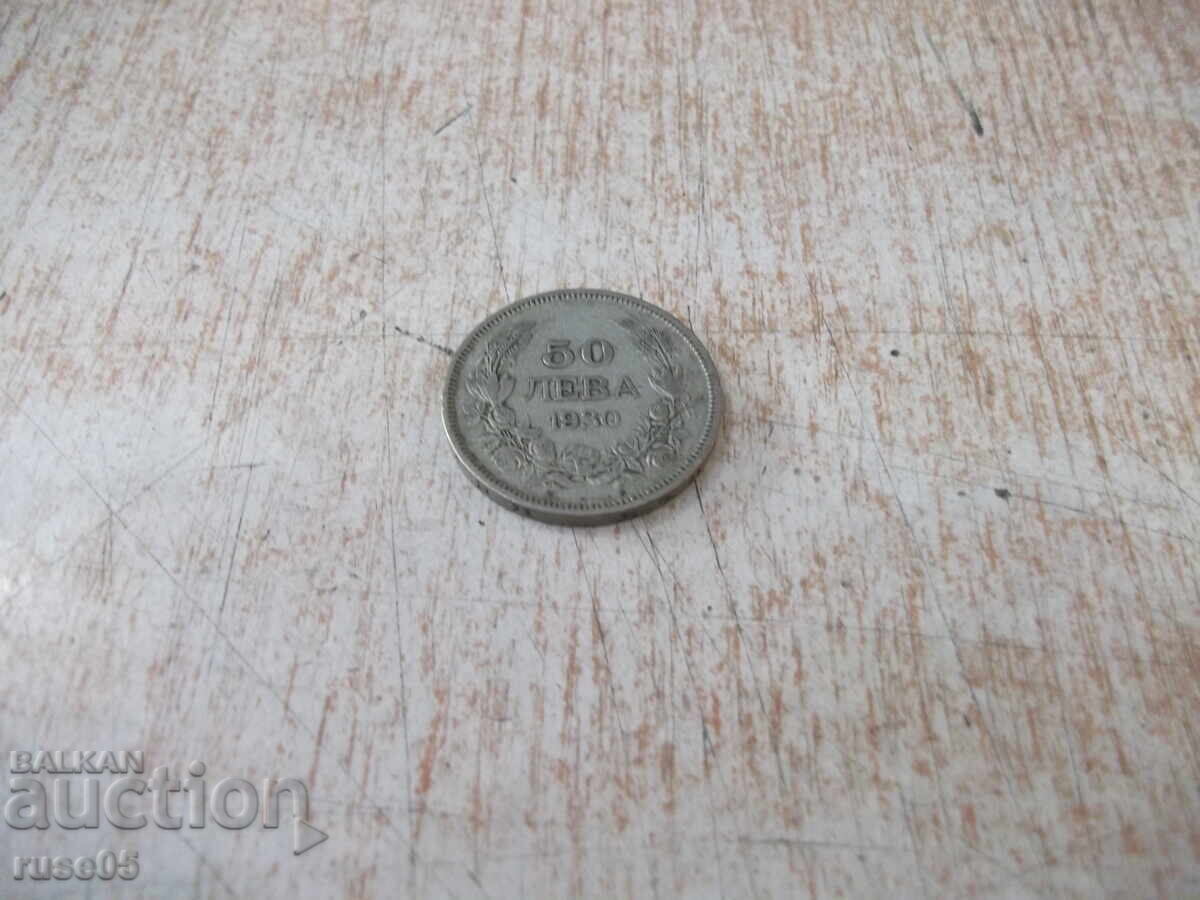 50
ЛЕВА
1930
BALKAN
auction
ruse05